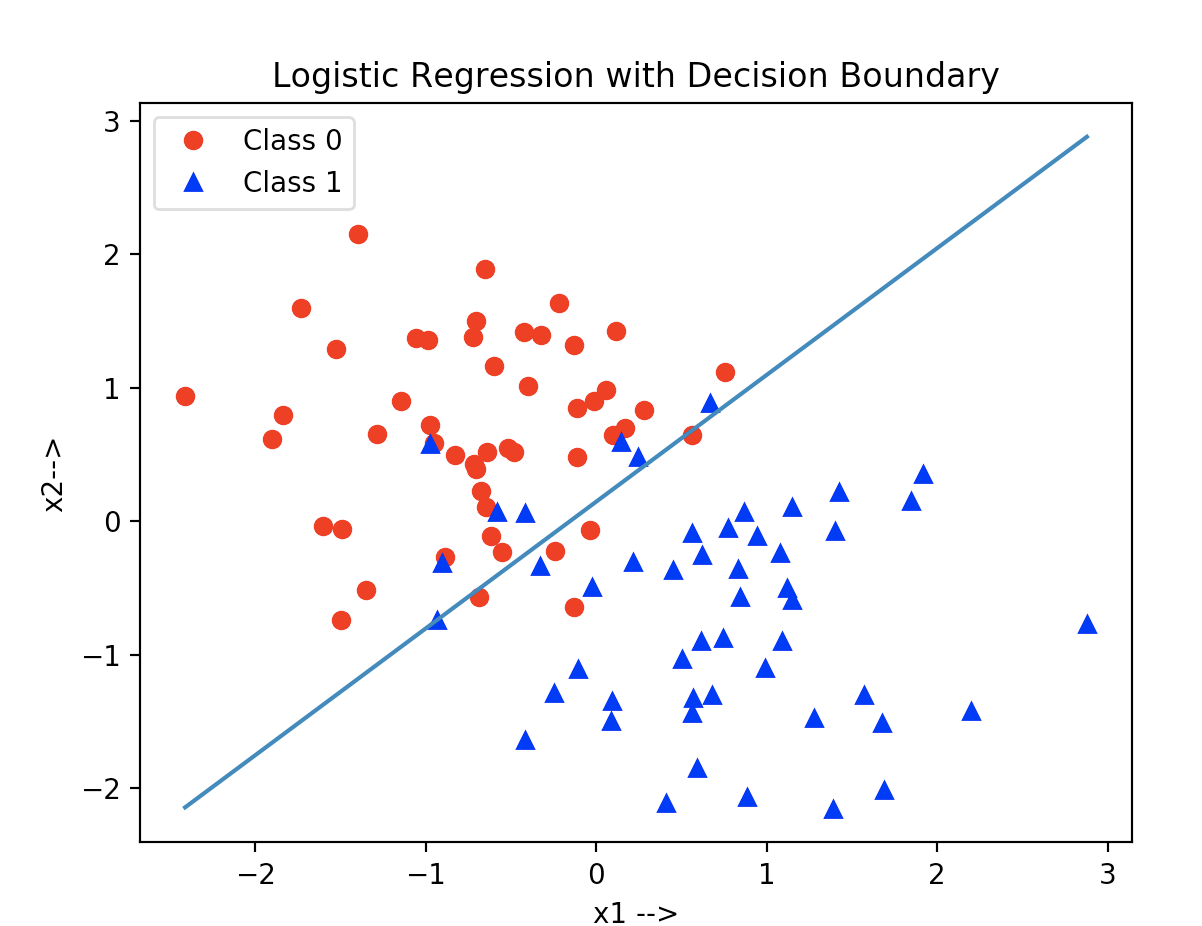 Logistic Regression with Decision Boundary
3
Class 0
Class 1
2
1
0
−1
−2
x2-->
−2
−1
0
1
2
3
x1 -->